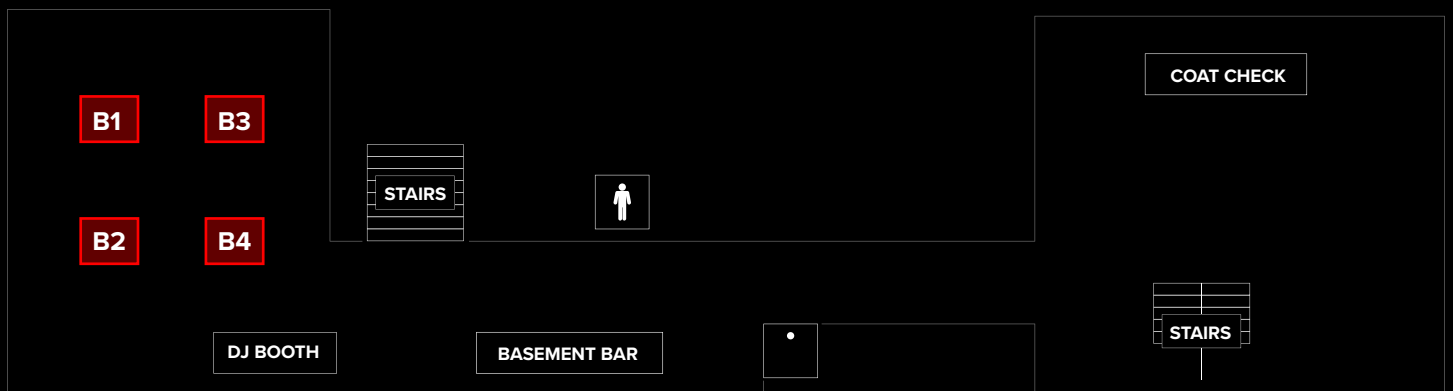 COAT CHECK
B1
B3
STAIRS
B2
B4
STAIRS
DJ BOOTH
BASEMENT BAR